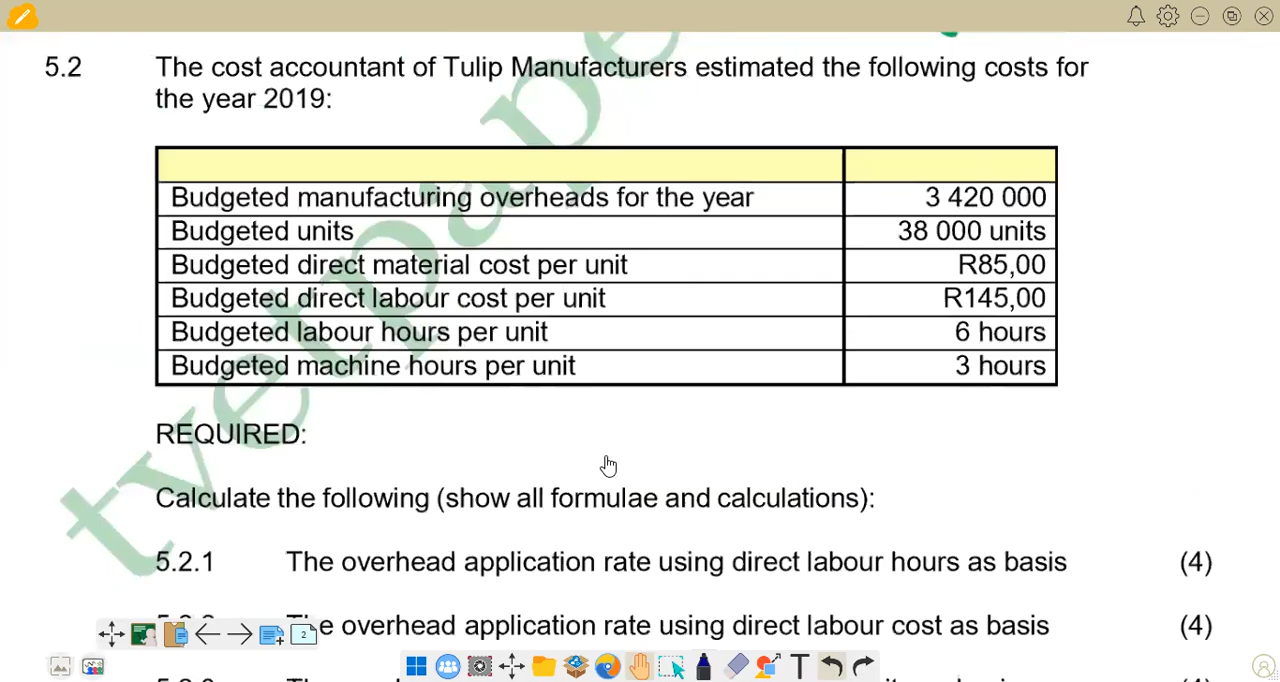 5.2 The cost accountant of Tulip Manufacturers estimated the following costs for
the year 2019:
Budgeted manufacturing overheads for the year 3 420 000
Budgeted units 38 000 units
Budgeted direct material cost per unit R85,00
Budgeted direct labour cost per unit R145,00
Budgeted labour hours per unit 6 hours
Budgeted machine hours per unit 3 hours
REQUIRED:
Calculate the following (show all formulae and calculations):
5.2.1 The overhead application rate using direct labour hours as basis (4)
overhead application rate using direct labour cost as basis (4)
2
T